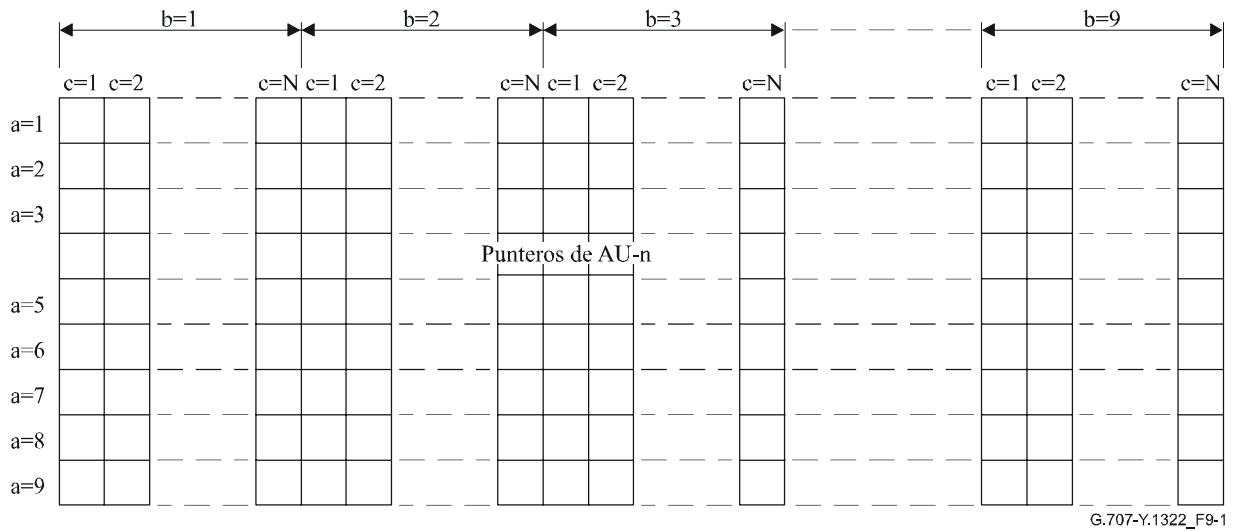 b=1 b=2 b=3 b=9
c=1 c=2 c=N c=1 c=2 c=N c=1 c=2 c=N c=1 c=2 c=N
a=1
a=2
a=3
Punteros de AU-n
a=5
a=6
a=7
a=8
a=9
G.707-Y.1322_F9-1